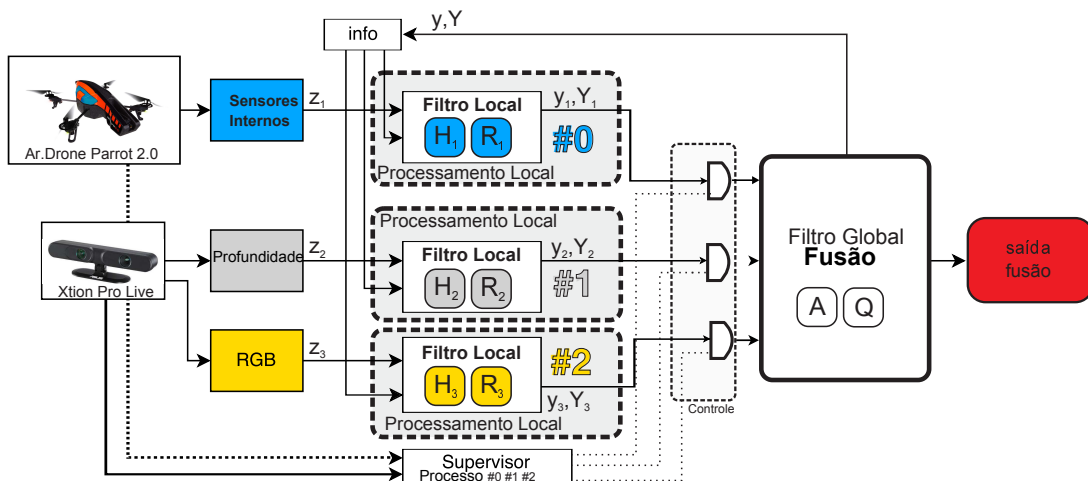 y,Y
info
Ar.Drone Parrot 2.0
Sensores
Internos
z1
Filtro Local
H1 R1
y1,Y1
#0
Processamento Local
Processamento Local
Xtion Pro Live
Profundidade
z2
Filtro Local
H2 R2
y2,Y2
#1
RGB
z3
Filtro Local
H3 R3
#2
y3,Y3
Processamento Local
Supervisor
Processo #0 #1 #2
Controle
Filtro Global
Fusão
A Q
saída
fusão